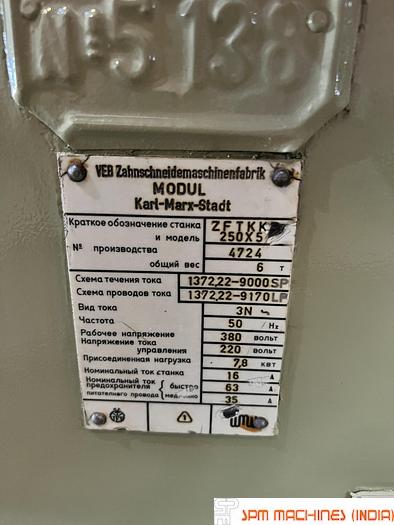 №5138
VEB Zahnschneidemaschinenfabrik
MODUL
Karl-Marx-Stadt
Краткое обозначение станка ZFTKK
и модель 250X5
№ производства 4724
общий вес 6 т
Схема течения тока 1372,22-9000SP
Схема проводов тока 1372,22-9170LP
Вид тока 3N ~
Частота 50 Hz
Рабочее напряжение 380 вольт
Напряжение тока
управления 220 вольт
Присоединенная нагрузка 7,8 квт
Номинальный ток станка 16 A
Номинальный ток
предохранителя быстро 63 A
питательного провода медленно 35 A
WMW
SPM MACHINES (INDIA)